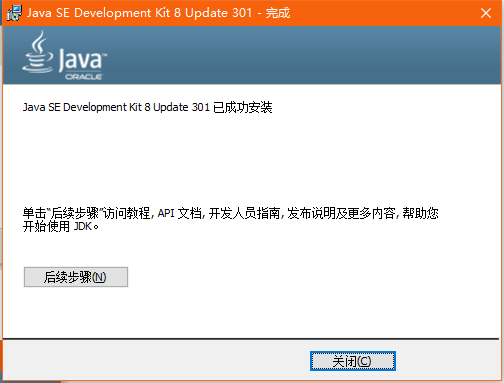 Java SE Development Kit 8 Update 301 - 完成
Java™
ORACLE
Java SE Development Kit 8 Update 301 已成功安装
单击“后续步骤”访问教程, API 文档, 开发人员指南, 发布说明及更多内容, 帮助您
开始使用 JDK。
后续步骤(N)
关闭(C)